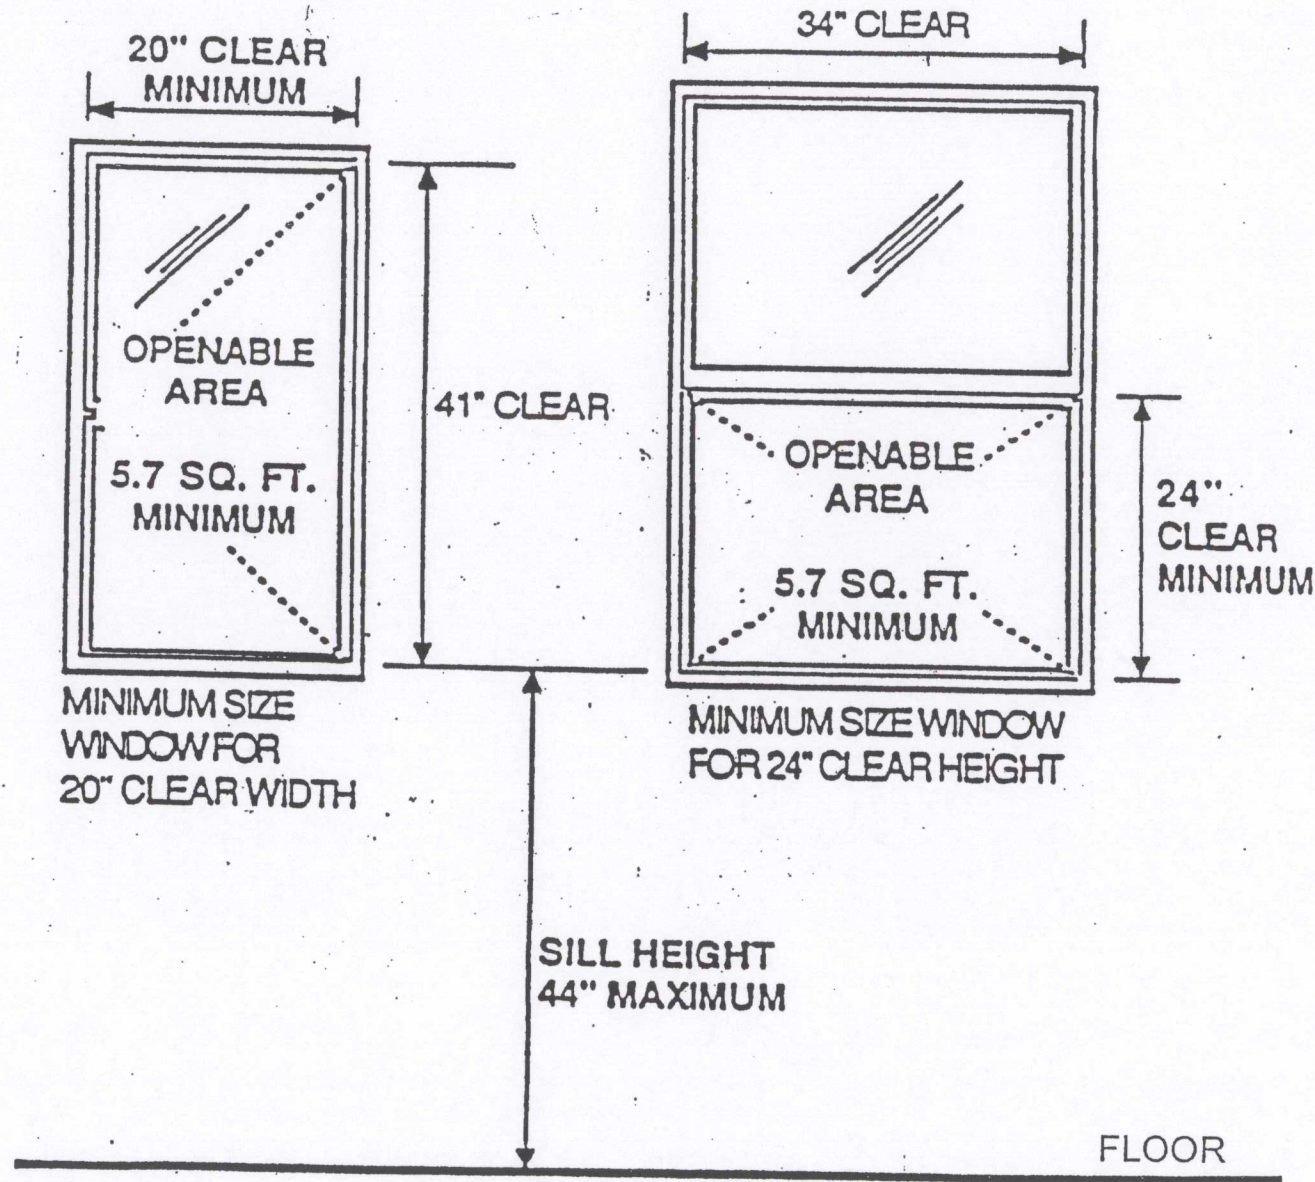 20" CLEAR
MINIMUM
34" CLEAR
OPENABLE
AREA
5.7 SQ. FT.
MINIMUM
41" CLEAR
OPENABLE
AREA
5.7 SQ. FT.
MINIMUM
24"
CLEAR
MINIMUM
MINIMUM SIZE
WINDOW FOR
20" CLEAR WIDTH
MINIMUM SIZE WINDOW
FOR 24" CLEAR HEIGHT
SILL HEIGHT
44" MAXIMUM
FLOOR